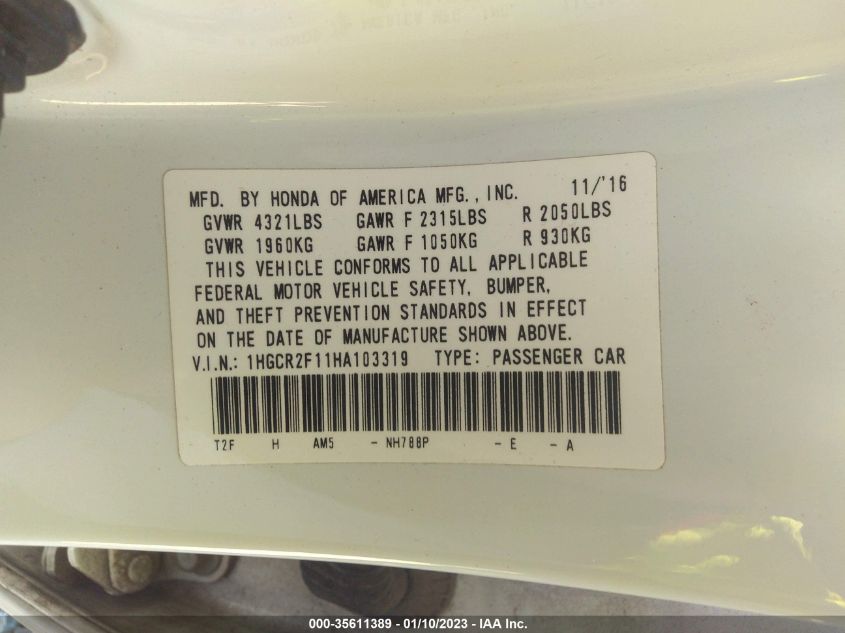 MFD. BY HONDA OF AMERICA MFG., INC. 11/'16
GVWR 4321LBS GAWR F 2315LBS R 2050LBS
GVWR 1960KG GAWR F 1050KG R 930KG
THIS VEHICLE CONFORMS TO ALL APPLICABLE
FEDERAL MOTOR VEHICLE SAFETY, BUMPER,
AND THEFT PREVENTION STANDARDS IN EFFECT
ON THE DATE OF MANUFACTURE SHOWN ABOVE.
V.I.N.: 1HGCR2F11HA103319 TYPE: PASSENGER CAR
T2F H AM5 - NH788P - E - A
000-35611389 - 01/10/2023 - IAA Inc.